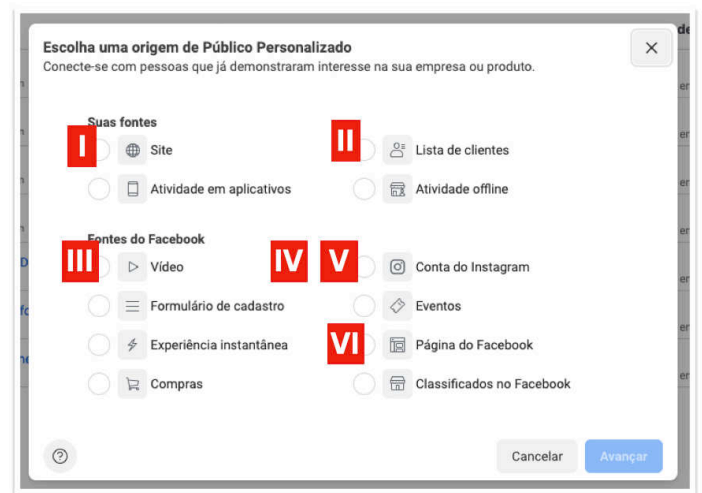 Escolha uma origem de Público Personalizado
Conecte-se com pessoas que já demonstraram interesse na sua empresa ou produto.
Suas fontes
I Site
II Lista de clientes
Atividade em aplicativos
Atividade offline
Fontes do Facebook
III Vídeo
IV V Conta do Instagram
Formulário de cadastro
Eventos
Experiência instantânea
VI Página do Facebook
Compras
Classificados no Facebook
Cancelar
Avançar